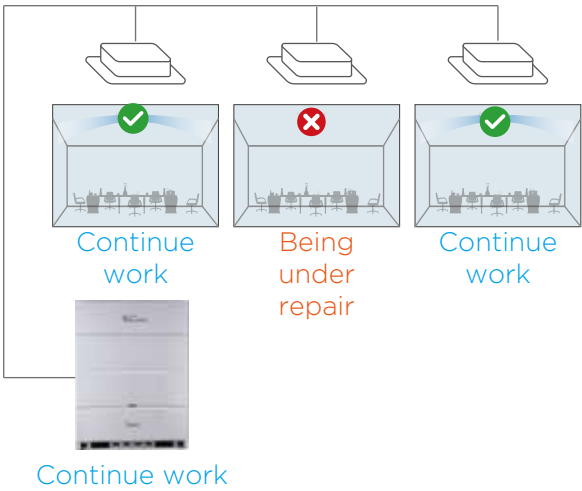 Continue
work
Being
under
repair
Continue
work
Continue work